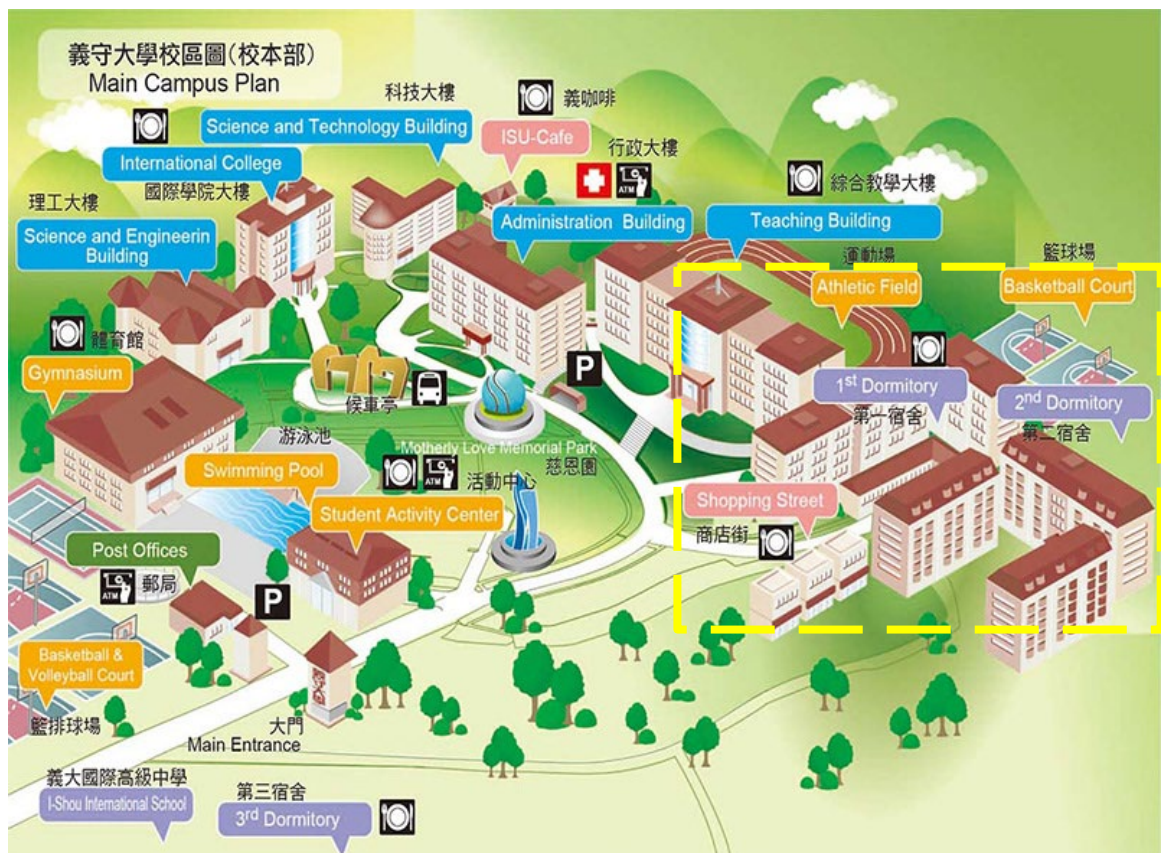 義守大學校區圖(校本部)
Main Campus Plan
科技大樓
Science and Technology Building
義咖啡
ISU-Cafe
International College
國際學院大樓
行政大樓
ATM
Administration Building
綜合教學大樓
Teaching Building
理工大樓
Science and Engineerin
Building
運動場
Athletic Field
籃球場
Basketball Court
體育館
Gymnasium
候車亭
P
1st Dormitory
第一宿舍
2nd Dormitory
第二宿舍
游泳池
Swimming Pool
Motherly Love Memorial Park
慈恩園
ATM
活動中心
Student Activity Center
Shopping Street
商店街
Post Offices
ATM
郵局
P
Basketball &
Volleyball Court
籃排球場
大門
Main Entrance
義大國際高級中學
I-Shou International School
第三宿舍
3rd Dormitory